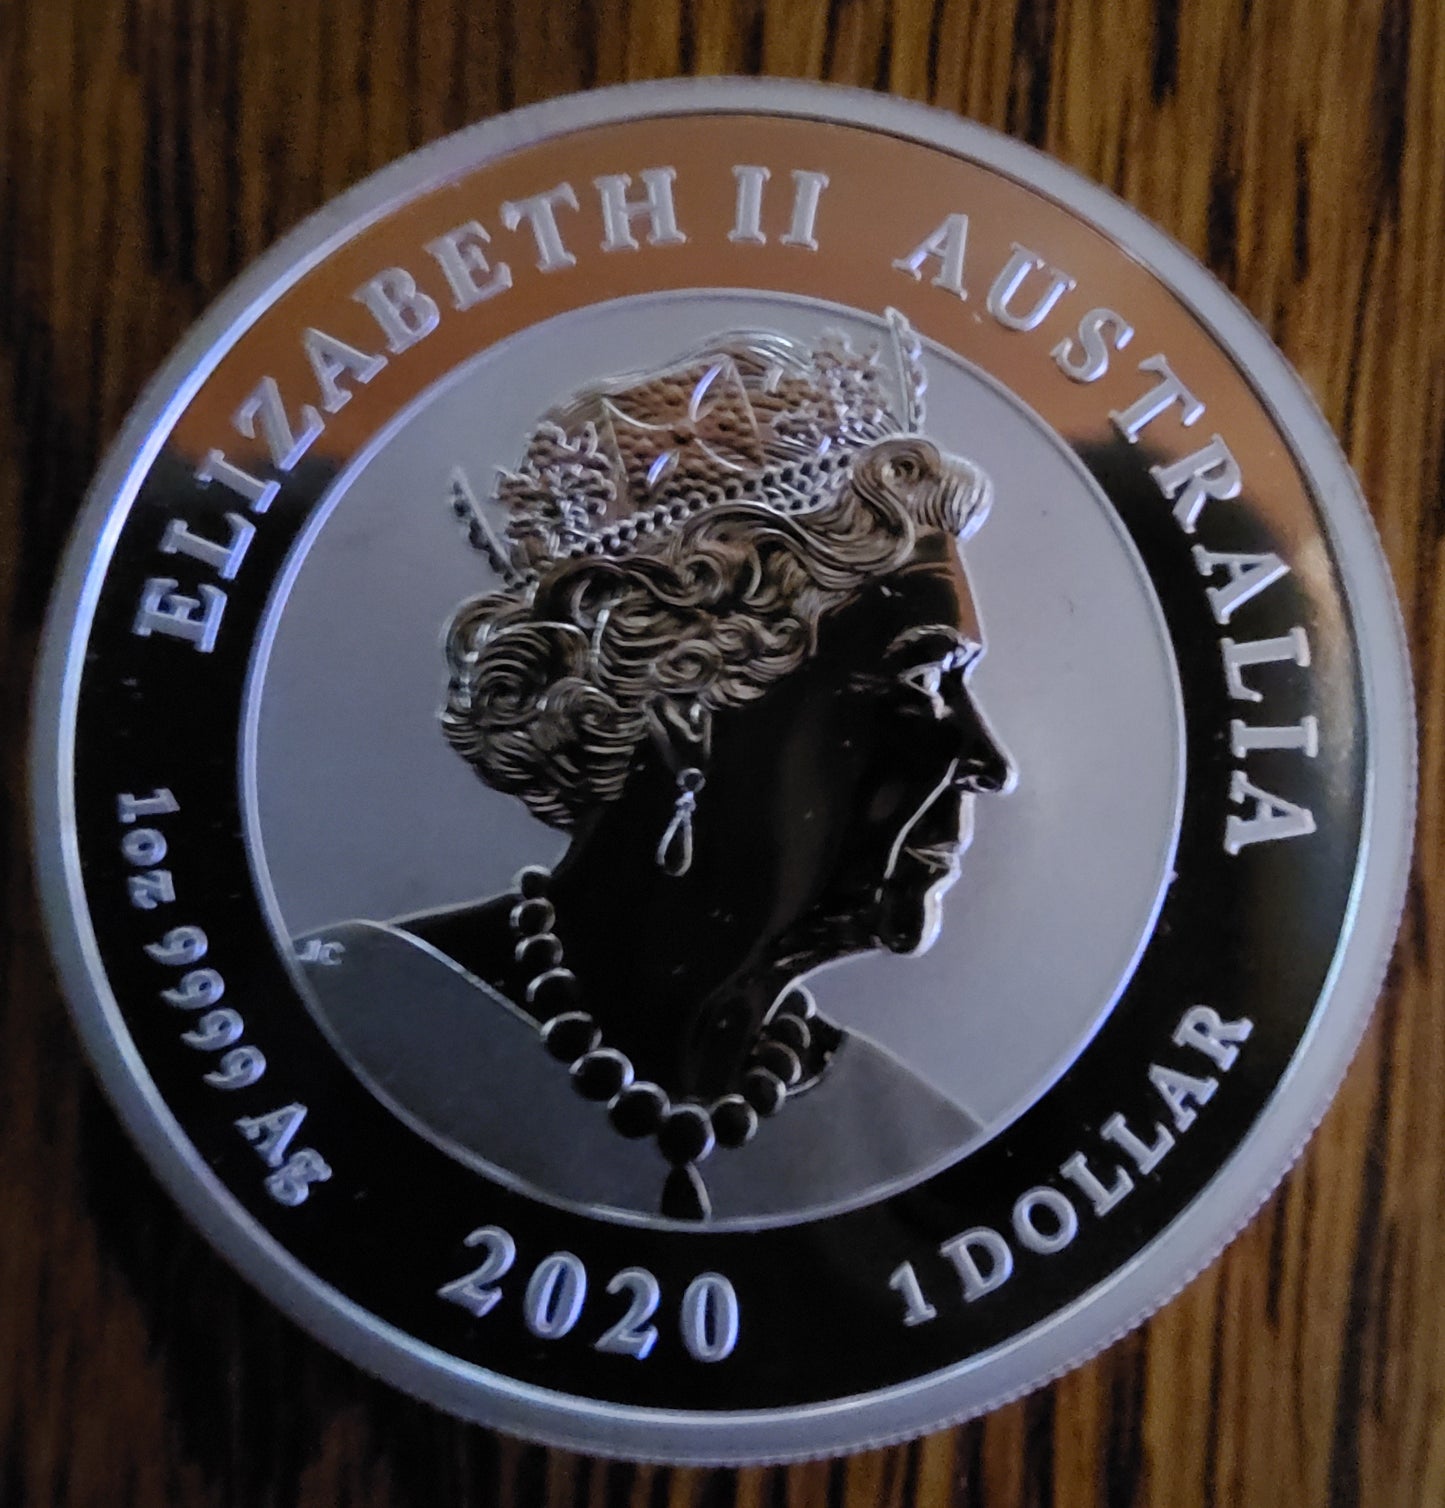 ELIZABETH II AUSTRALIA
1oz 9999 Ag
2020
1 DOLLAR
JC